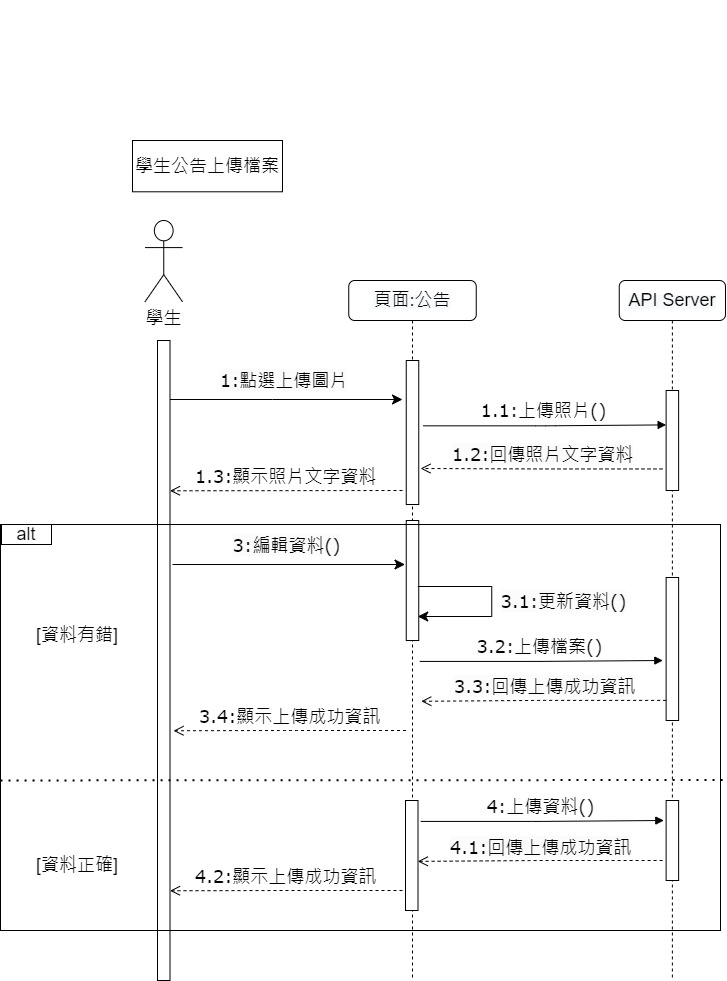 學生公告上傳檔案
學生
頁面:公告
API Server
1:點選上傳圖片
1.1:上傳照片()
1.2:回傳照片文字資料
1.3:顯示照片文字資料
alt
3:編輯資料()
3.1:更新資料()
[資料有錯]
3.2:上傳檔案()
3.3:回傳上傳成功資訊
3.4:顯示上傳成功資訊
4:上傳資料()
4.1:回傳上傳成功資訊
[資料正確]
4.2:顯示上傳成功資訊